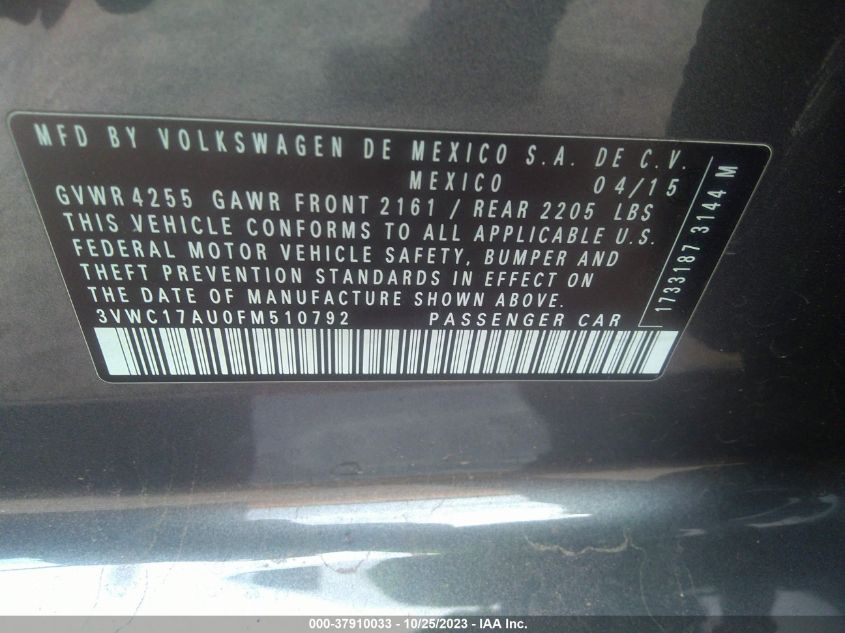 MFD BY VOLKSWAGEN DE MEXICO S.A. DE C.V.
MEXICO 04/15
GVWR 4255 GAWR FRONT 2161 / REAR 2205 LBS
THIS VEHICLE CONFORMS TO ALL APPLICABLE U.S.
FEDERAL MOTOR VEHICLE SAFETY, BUMPER AND
THEFT PREVENTION STANDARDS IN EFFECT ON
THE DATE OF MANUFACTURE SHOWN ABOVE.
3VWC17AU0FM510792 PASSENGER CAR
1733187 3144 M
000-37910033 - 10/25/2023 - IAA Inc.